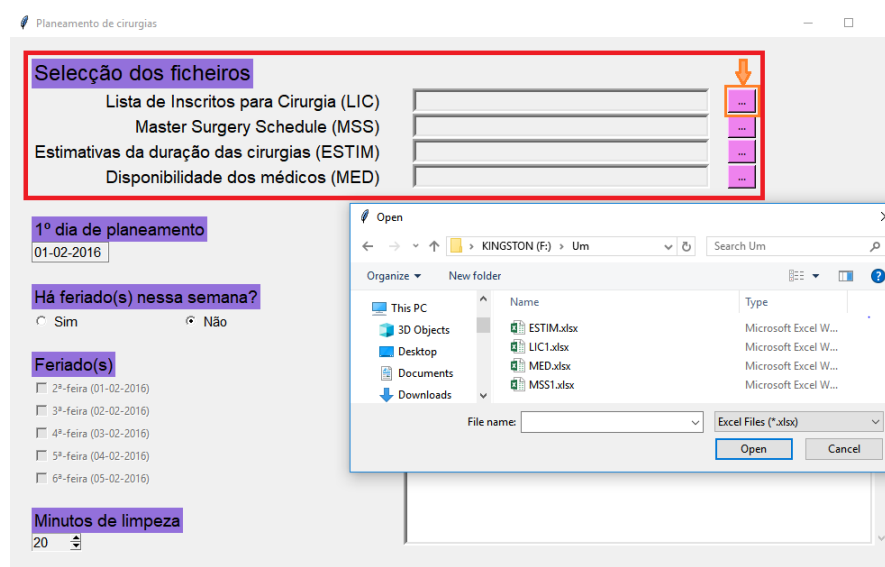 Planeamento de cirurgias
Selecção dos ficheiros
Lista de Inscritos para Cirurgia (LIC)
...
Master Surgery Schedule (MSS)
...
Estimativas da duração das cirurgias (ESTIM)
...
Disponibilidade dos médicos (MED)
...
1º dia de planeamento
01-02-2016
Há feriado(s) nessa semana?
Sim
Não
Feriado(s)
2ª-feira (01-02-2016)
3ª-feira (02-02-2016)
4ª-feira (03-02-2016)
5ª-feira (04-02-2016)
6ª-feira (05-02-2016)
Minutos de limpeza
20
Open
KINGSTON (F:) > Um
Search Um
Organize
New folder
This PC
3D Objects
Desktop
Documents
Downloads
Name
Type
ESTIM.xlsx
Microsoft Excel W...
LIC1.xlsx
Microsoft Excel W...
MED.xlsx
Microsoft Excel W...
MSS1.xlsx
Microsoft Excel W...
File name:
Excel Files (*.xlsx)
Open
Cancel